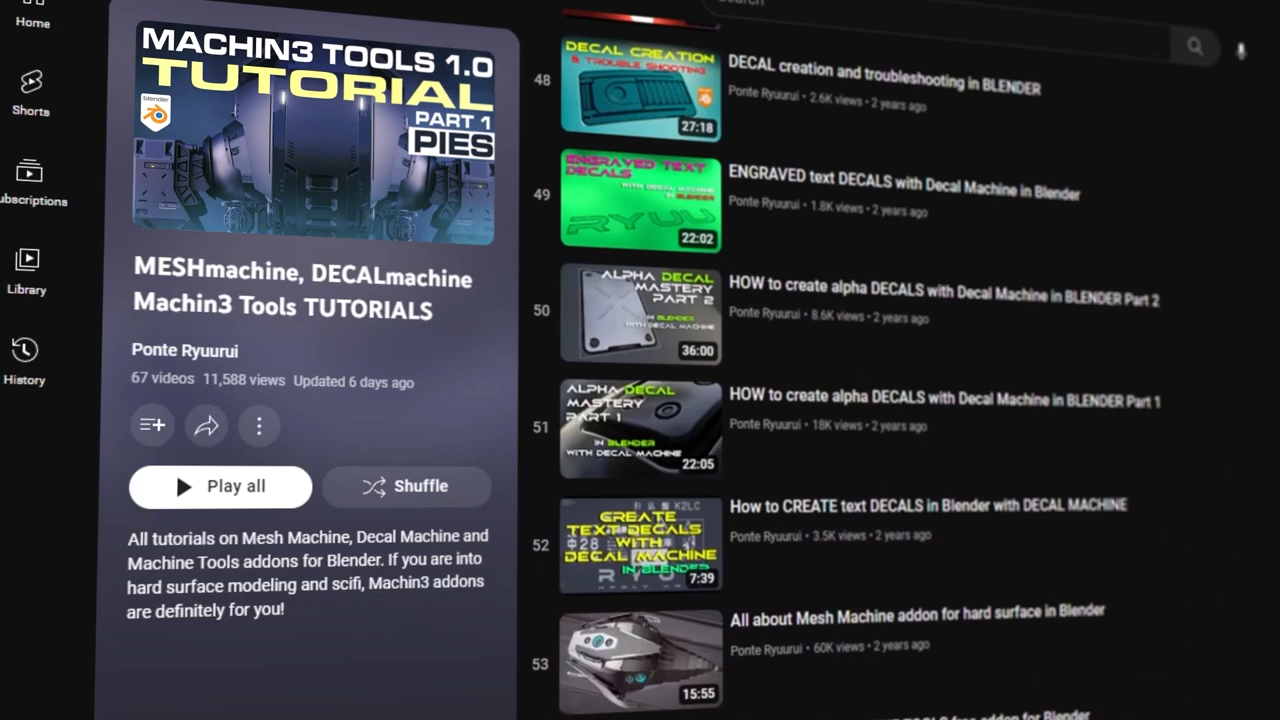 Home
Shorts
ubscriptions
Library
History
MACHIN3 TOOLS 1.0
TUTORIAL
blender
PART 1
PIES
MESHmachine, DECALmachine
Machin3 Tools TUTORIALS
Ponte Ryuurui
67 videos 11,588 views Updated 6 days ago
Play all
Shuffle
All tutorials on Mesh Machine, Decal Machine and
Machine Tools addons for Blender. If you are into
hard surface modeling and scifi, Machin3 addons
are definitely for you!
Search
48
DECAL CREATION
& TROUBLE SHOOTING
27:18
DECAL creation and troubleshooting in BLENDER
Ponte Ryuurui • 2.6K views • 2 years ago
49
ENGRAVED TEXT
DECALS
WITH DECAL MACHINE
IN BLENDER
RYUU
22:02
ENGRAVED text DECALS with Decal Machine in Blender
Ponte Ryuurui • 1.8K views • 2 years ago
50
ALPHA DECAL
MASTERY
PART 2
IN BLENDER
WITH DECAL MACHINE
36:00
HOW to create alpha DECALS with Decal Machine in BLENDER Part 2
Ponte Ryuurui • 8.6K views • 2 years ago
51
ALPHA DECAL
MASTERY
PART 1
IN BLENDER
WITH DECAL MACHINE
22:05
HOW to create alpha DECALS with Decal Machine in BLENDER Part 1
Ponte Ryuurui • 18K views • 2 years ago
52
K2LC
CREATE
TEXT DECALS
WITH
Φ28
DECAL MACHINE
IN BLENDER
RYU
7:39
How to CREATE text DECALS in Blender with DECAL MACHINE
Ponte Ryuurui • 3.5K views • 2 years ago
53
15:55
All about Mesh Machine addon for hard surface in Blender
Ponte Ryuurui • 60K views • 2 years ago
free addon for Blender